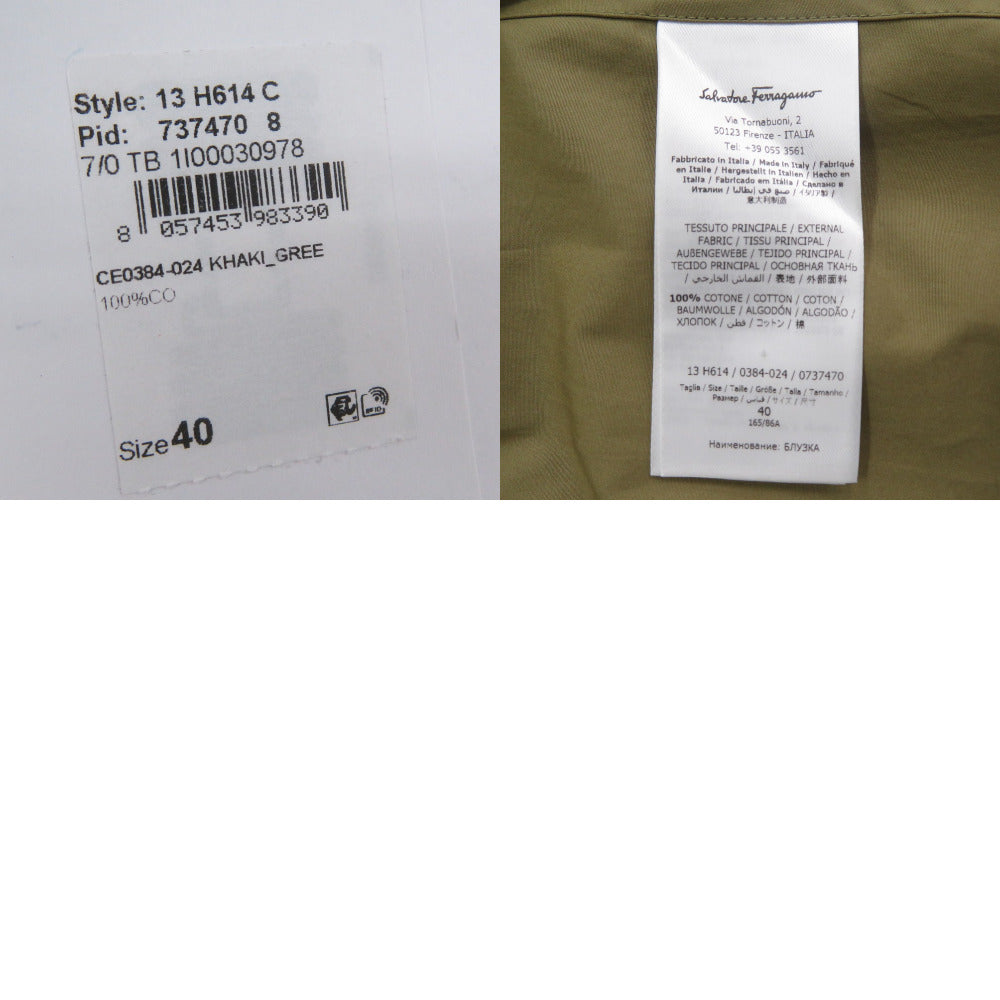 Style: 13 H614 C
Pid: 737470 8
7/0 TB 1I00030978
8 057453 983390
CE0384-024 KHAKI_GREE
100%CO
Size 40
Salvatore Ferragamo
Via Tornabuoni, 2
50123 Firenze - ITALIA
Tel: +39 055 3561
Fabbricato in Italia / Made in Italy / Fabriqué
en Italie / Hergestellt in Italien / Hecho en
Italia / Fabricado em Itália / Сделано в
Италии / صنع في إيطاليا / イタリア製 /
意大利制造
TESSUTO PRINCIPALE / EXTERNAL
FABRIC / TISSU PRINCIPAL /
AUßENGEWEBE / TEJIDO PRINCIPAL /
TECIDO PRINCIPAL / ОСНОВНАЯ ТКАНЬ
/ القماش الخارجي / 表地 / 外部面料
100% COTONE / COTTON / COTON /
BAUMWOLLE / ALGODÓN / ALGODÃO /
ХЛОПОК / قطن / コットン / 棉
13 H614 / 0384-024 / 0737470
Taglia / Size / Taille / Größe / Talla / Tamanho /
Размер / قياس / サイズ / 尺寸
40
165/86A
Наименование: БЛУЗКА